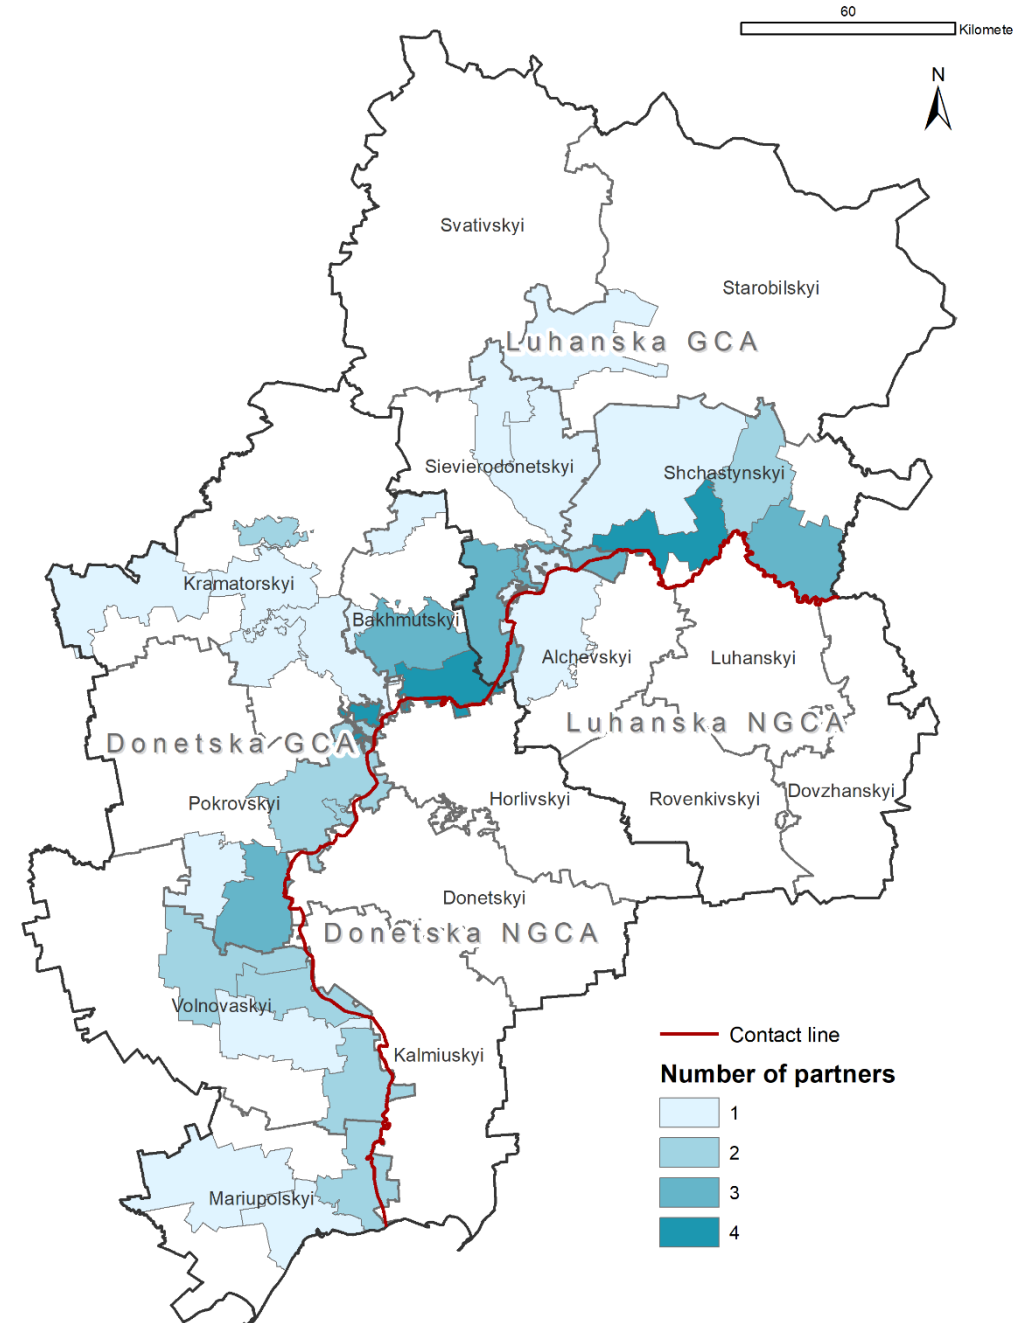 60
Kilomete
N
Svativskyi
Starobilskyi
Luhanska GCA
Sievierodonetskyi
Shchastynskyi
Kramatorskyi
Bakhmutskyi
Alchevskyi
Luhanskyi
Luhanska NGCA
Donetska GCA
Pokrovskyi
Horlivskyi
Rovenkivskyi
Dovzhanskyi
Donetskyi
Donetska NGCA
Volnovaskyi
Kalmiuskyi
Mariupolskyi
Contact line
Number of partners
1
2
3
4